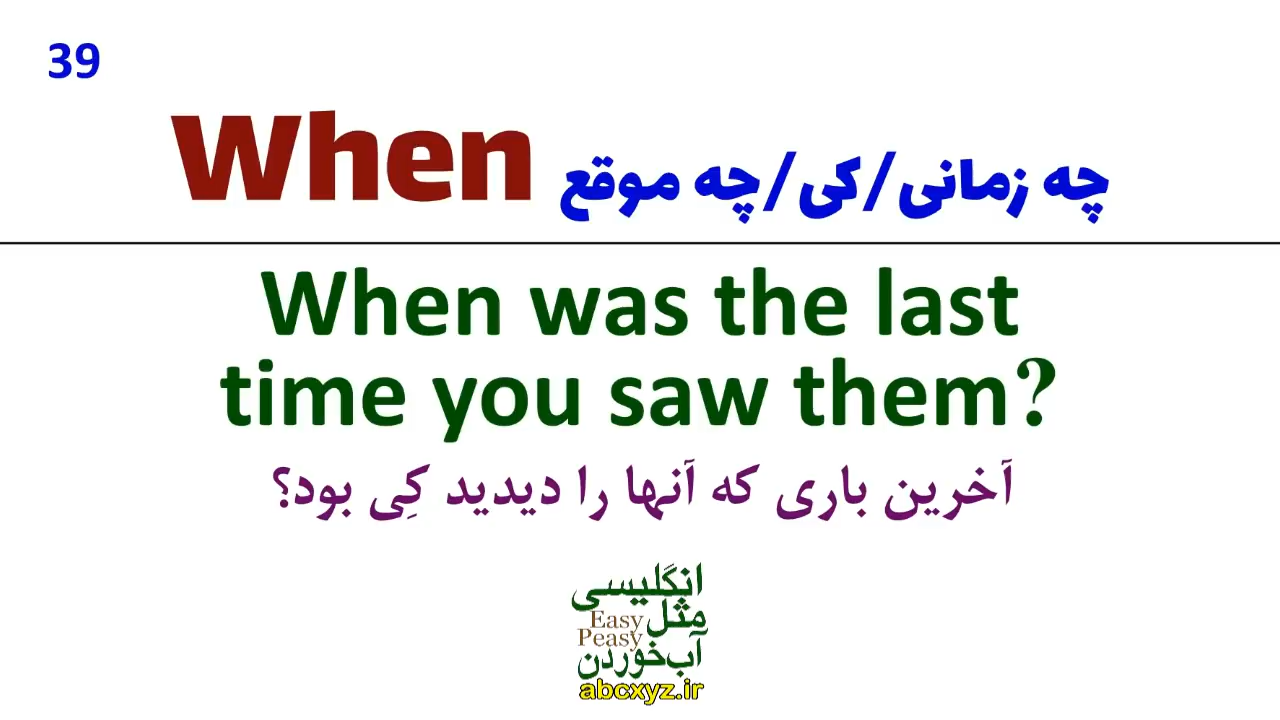 39
When چه زمانی/کی/چه موقع
When was the last
time you saw them?
آخرین باری که آنها را دیدید کِی بود؟
انگلیسی
مثل Easy
Peasy
آب‌خوردن
abcxyz.ir